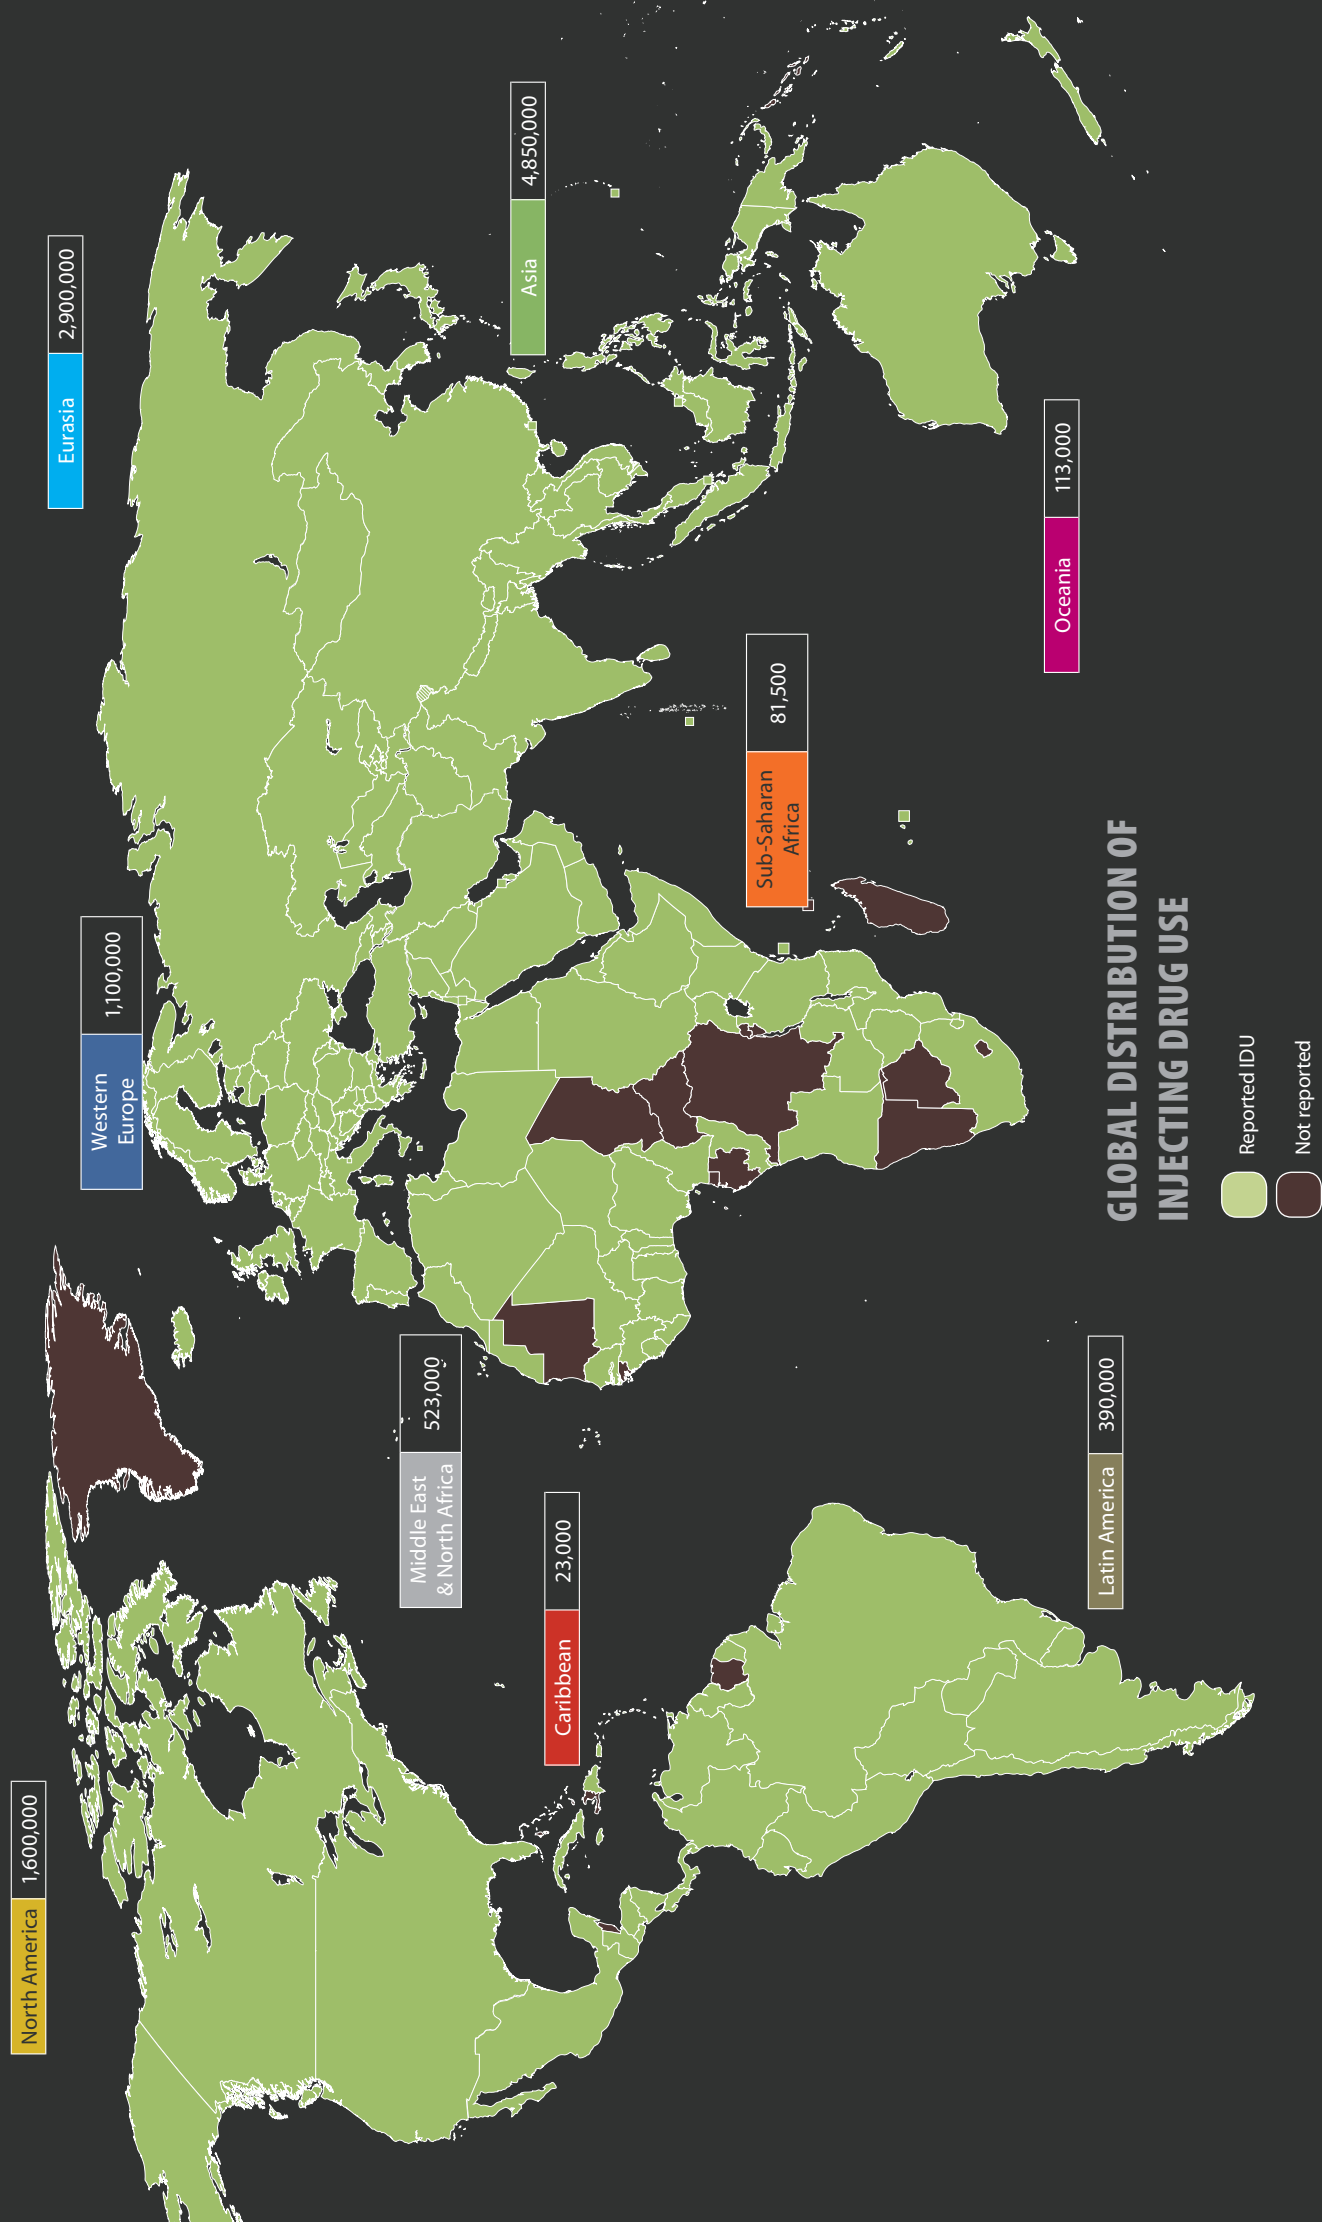 North America
1,600,000
Western
Europe
1,100,000
Eurasia
2,900,000
Middle East
& North Africa
523,000
Caribbean
23,000
Asia
4,850,000
Sub-Saharan
Africa
81,500
Latin America
390,000
Oceania
113,000
GLOBAL DISTRIBUTION OF
INJECTING DRUG USE
Reported IDU
Not reported